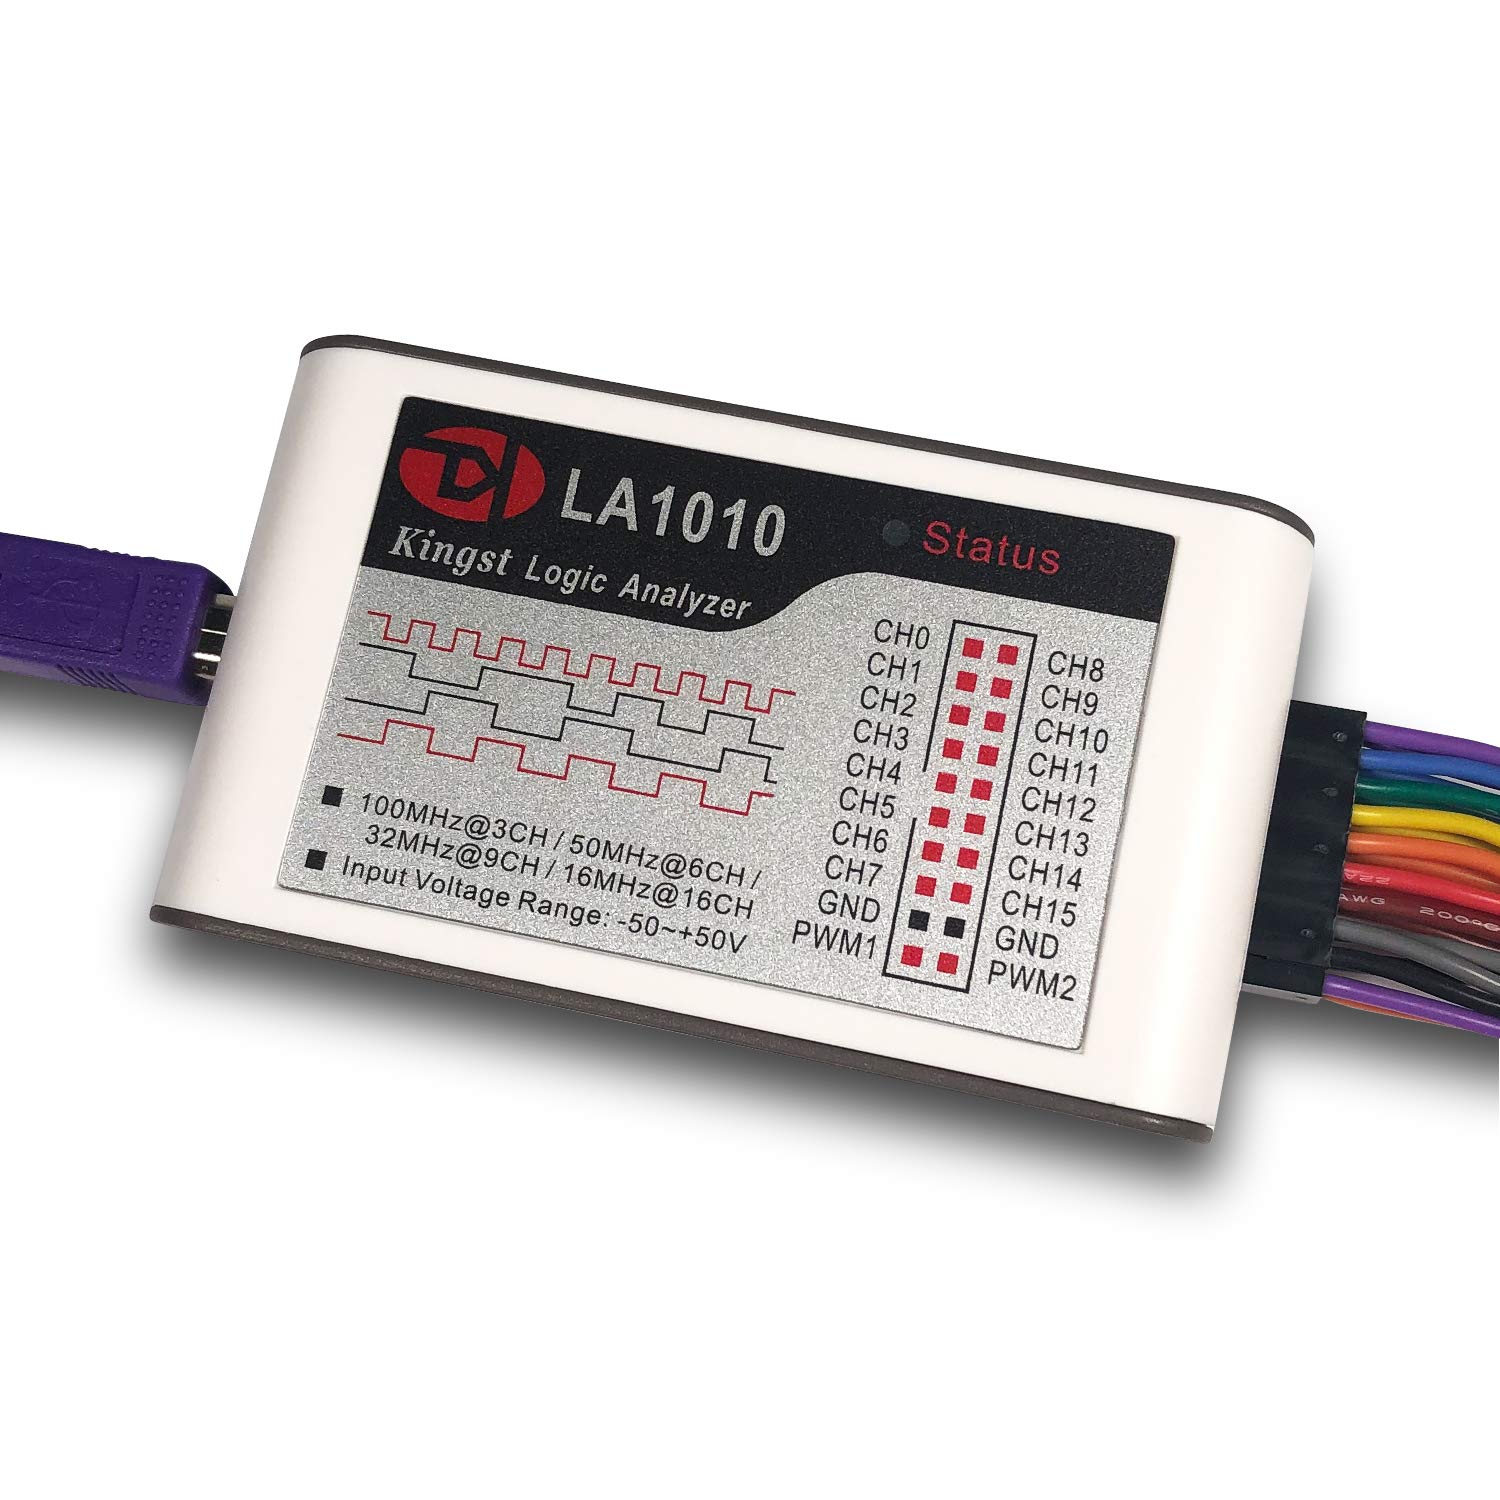 LA1010
Status
Kingst Logic Analyzer
CH0
CH1
CH2
CH3
CH4
CH5
CH6
CH7
GND
PWM1
CH8
CH9
CH10
CH11
CH12
CH13
CH14
CH15
GND
PWM2
100MHz@3CH / 50MHz@6CH /
32MHz@9CH / 16MHz@16CH
Input Voltage Range: -50~+50V
AWG